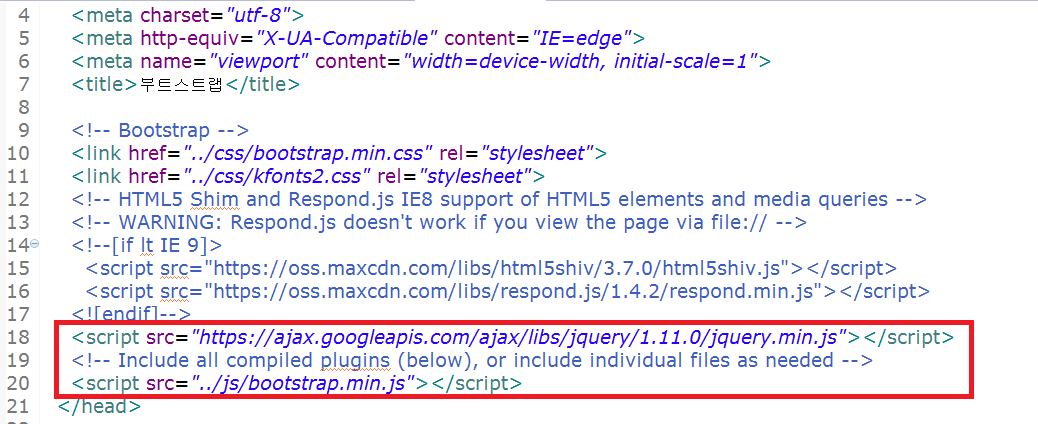 4 <meta charset="utf-8">
5 <meta http-equiv="X-UA-Compatible" content="IE=edge">
6 <meta name="viewport" content="width=device-width, initial-scale=1">
7 <title>부트스트랩</title>
8
9 <!-- Bootstrap -->
10 <link href="../css/bootstrap.min.css" rel="stylesheet">
11 <link href="../css/kfonts2.css" rel="stylesheet">
12 <!-- HTML5 Shim and Respond.js IE8 support of HTML5 elements and media queries -->
13 <!-- WARNING: Respond.js doesn't work if you view the page via file:// -->
14 <!--[if lt IE 9]>
15 <script src="https://oss.maxcdn.com/libs/html5shiv/3.7.0/html5shiv.js"></script>
16 <script src="https://oss.maxcdn.com/libs/respond.js/1.4.2/respond.min.js"></script>
17 <![endif]-->
18 <script src="https://ajax.googleapis.com/ajax/libs/jquery/1.11.0/jquery.min.js"></script>
19 <!-- Include all compiled plugins (below), or include individual files as needed -->
20 <script src="../js/bootstrap.min.js"></script>
21 </head>